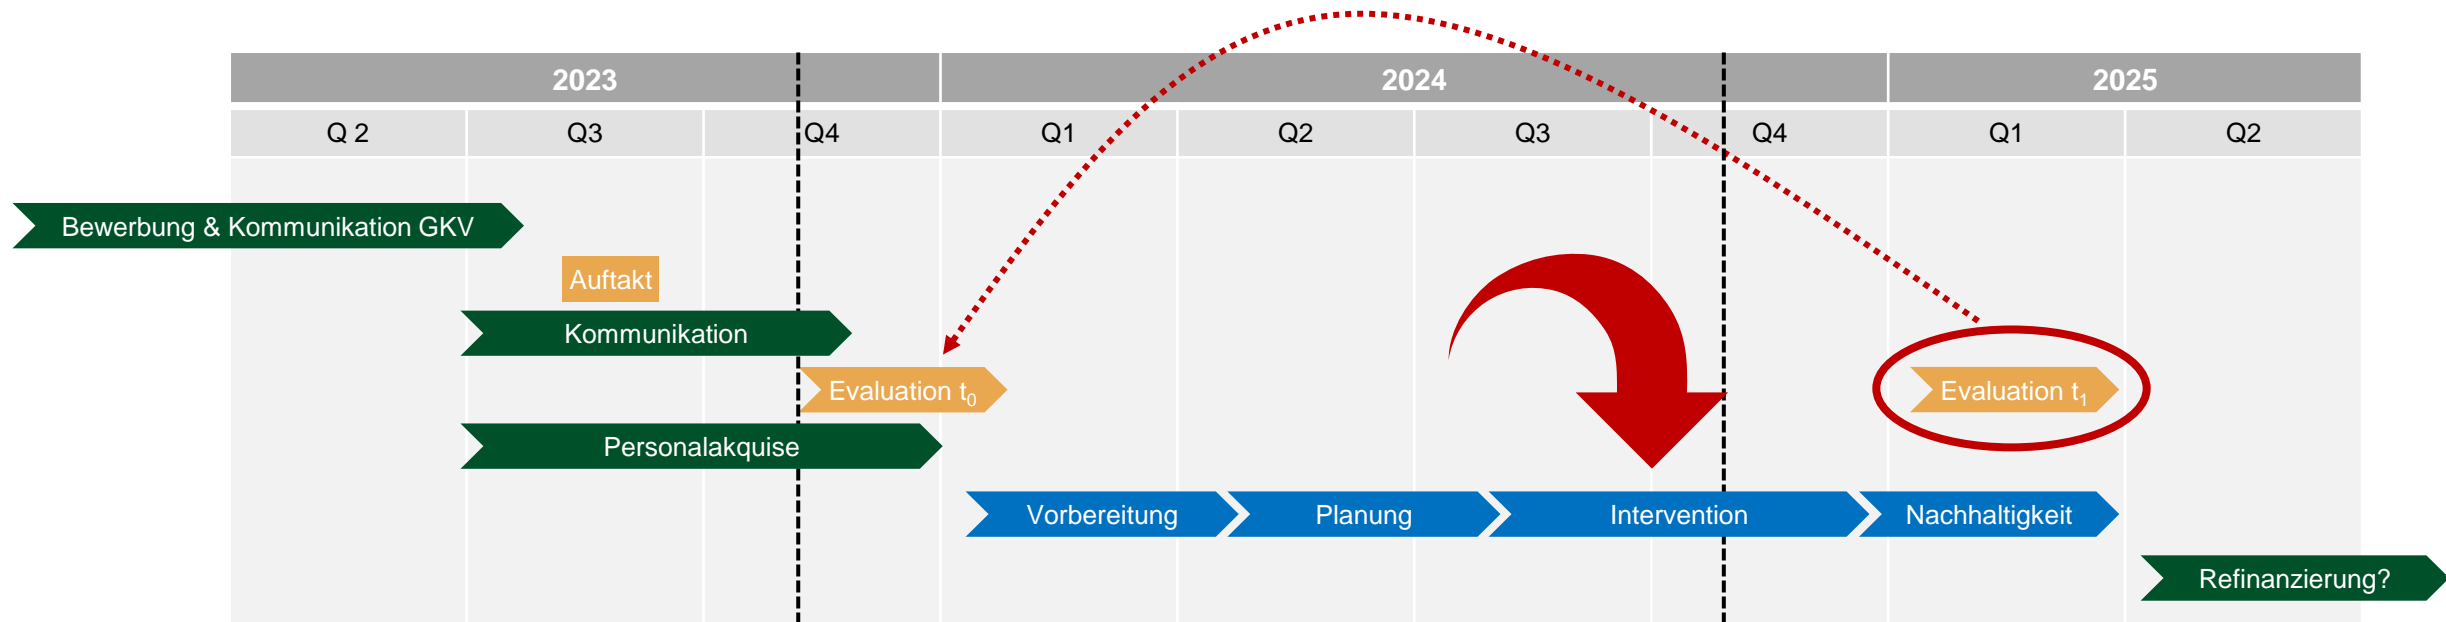 2023 2024 2025
Q 2 Q3 Q4 Q1 Q2 Q3 Q4 Q1 Q2
Bewerbung & Kommunikation GKV
Auftakt
Kommunikation
Evaluation t0 Evaluation t1
Personalakquise
Vorbereitung Planung Intervention Nachhaltigkeit
Refinanzierung?